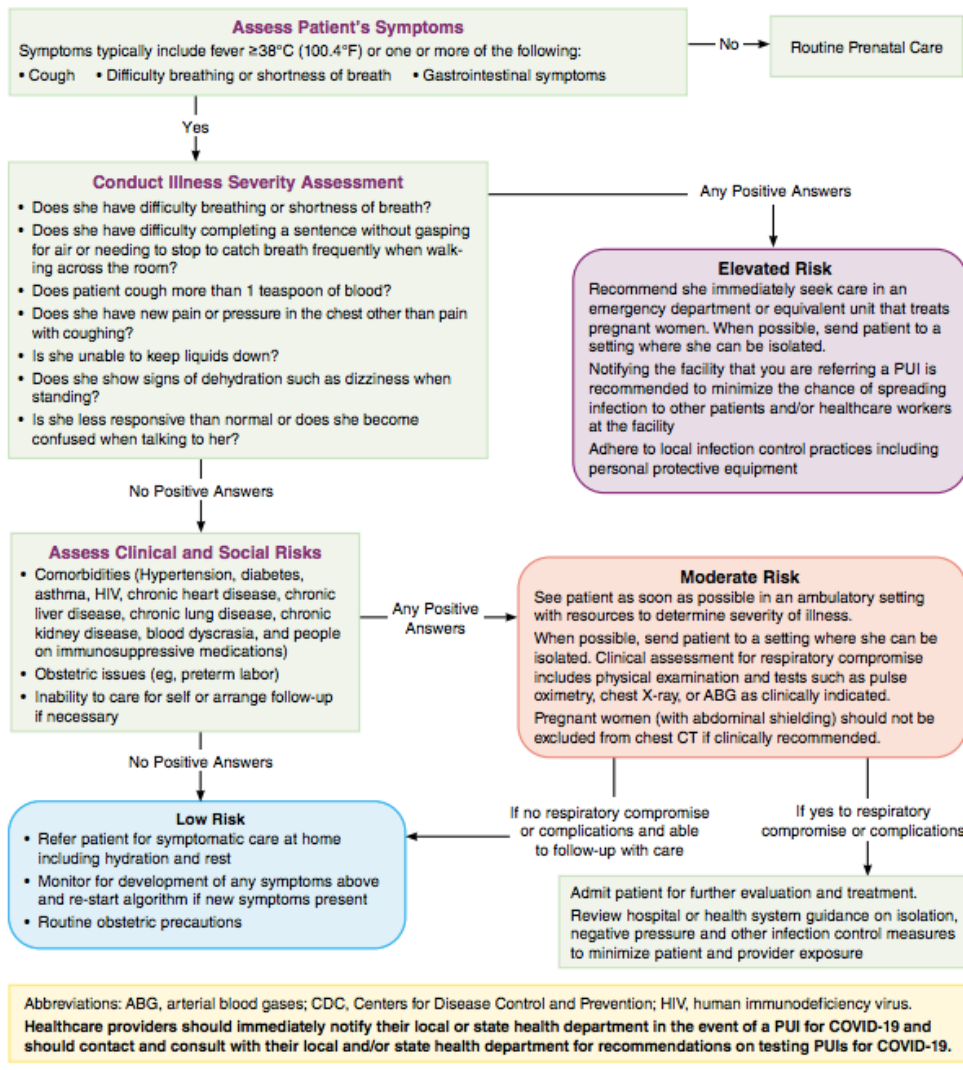 Assess Patient's Symptoms
Symptoms typically include fever ≥38°C (100.4°F) or one or more of the following:
• Cough • Difficulty breathing or shortness of breath • Gastrointestinal symptoms
No
Routine Prenatal Care
Yes
Conduct Illness Severity Assessment
• Does she have difficulty breathing or shortness of breath?
• Does she have difficulty completing a sentence without gasping
for air or needing to stop to catch breath frequently when walk-
ing across the room?
• Does patient cough more than 1 teaspoon of blood?
• Does she have new pain or pressure in the chest other than pain
with coughing?
• Is she unable to keep liquids down?
• Does she show signs of dehydration such as dizziness when
standing?
• Is she less responsive than normal or does she become
confused when talking to her?
Any Positive Answers
Elevated Risk
Recommend she immediately seek care in an
emergency department or equivalent unit that treats
pregnant women. When possible, send patient to a
setting where she can be isolated.
Notifying the facility that you are referring a PUI is
recommended to minimize the chance of spreading
infection to other patients and/or healthcare workers
at the facility
Adhere to local infection control practices including
personal protective equipment
No Positive Answers
Assess Clinical and Social Risks
• Comorbidities (Hypertension, diabetes,
asthma, HIV, chronic heart disease, chronic
liver disease, chronic lung disease, chronic
kidney disease, blood dyscrasia, and people
on immunosuppressive medications)
• Obstetric issues (eg, preterm labor)
• Inability to care for self or arrange follow-up
if necessary
Any Positive
Answers
Moderate Risk
See patient as soon as possible in an ambulatory setting
with resources to determine severity of illness.
When possible, send patient to a setting where she can be
isolated. Clinical assessment for respiratory compromise
includes physical examination and tests such as pulse
oximetry, chest X-ray, or ABG as clinically indicated.
Pregnant women (with abdominal shielding) should not be
excluded from chest CT if clinically recommended.
No Positive Answers
Low Risk
• Refer patient for symptomatic care at home
including hydration and rest
• Monitor for development of any symptoms above
and re-start algorithm if new symptoms present
• Routine obstetric precautions
If no respiratory compromise
or complications and able
to follow-up with care
If yes to respiratory
compromise or complications
Admit patient for further evaluation and treatment.
Review hospital or health system guidance on isolation,
negative pressure and other infection control measures
to minimize patient and provider exposure
Abbreviations: ABG, arterial blood gases; CDC, Centers for Disease Control and Prevention; HIV, human immunodeficiency virus.
Healthcare providers should immediately notify their local or state health department in the event of a PUI for COVID-19 and
should contact and consult with their local and/or state health department for recommendations on testing PUIs for COVID-19.